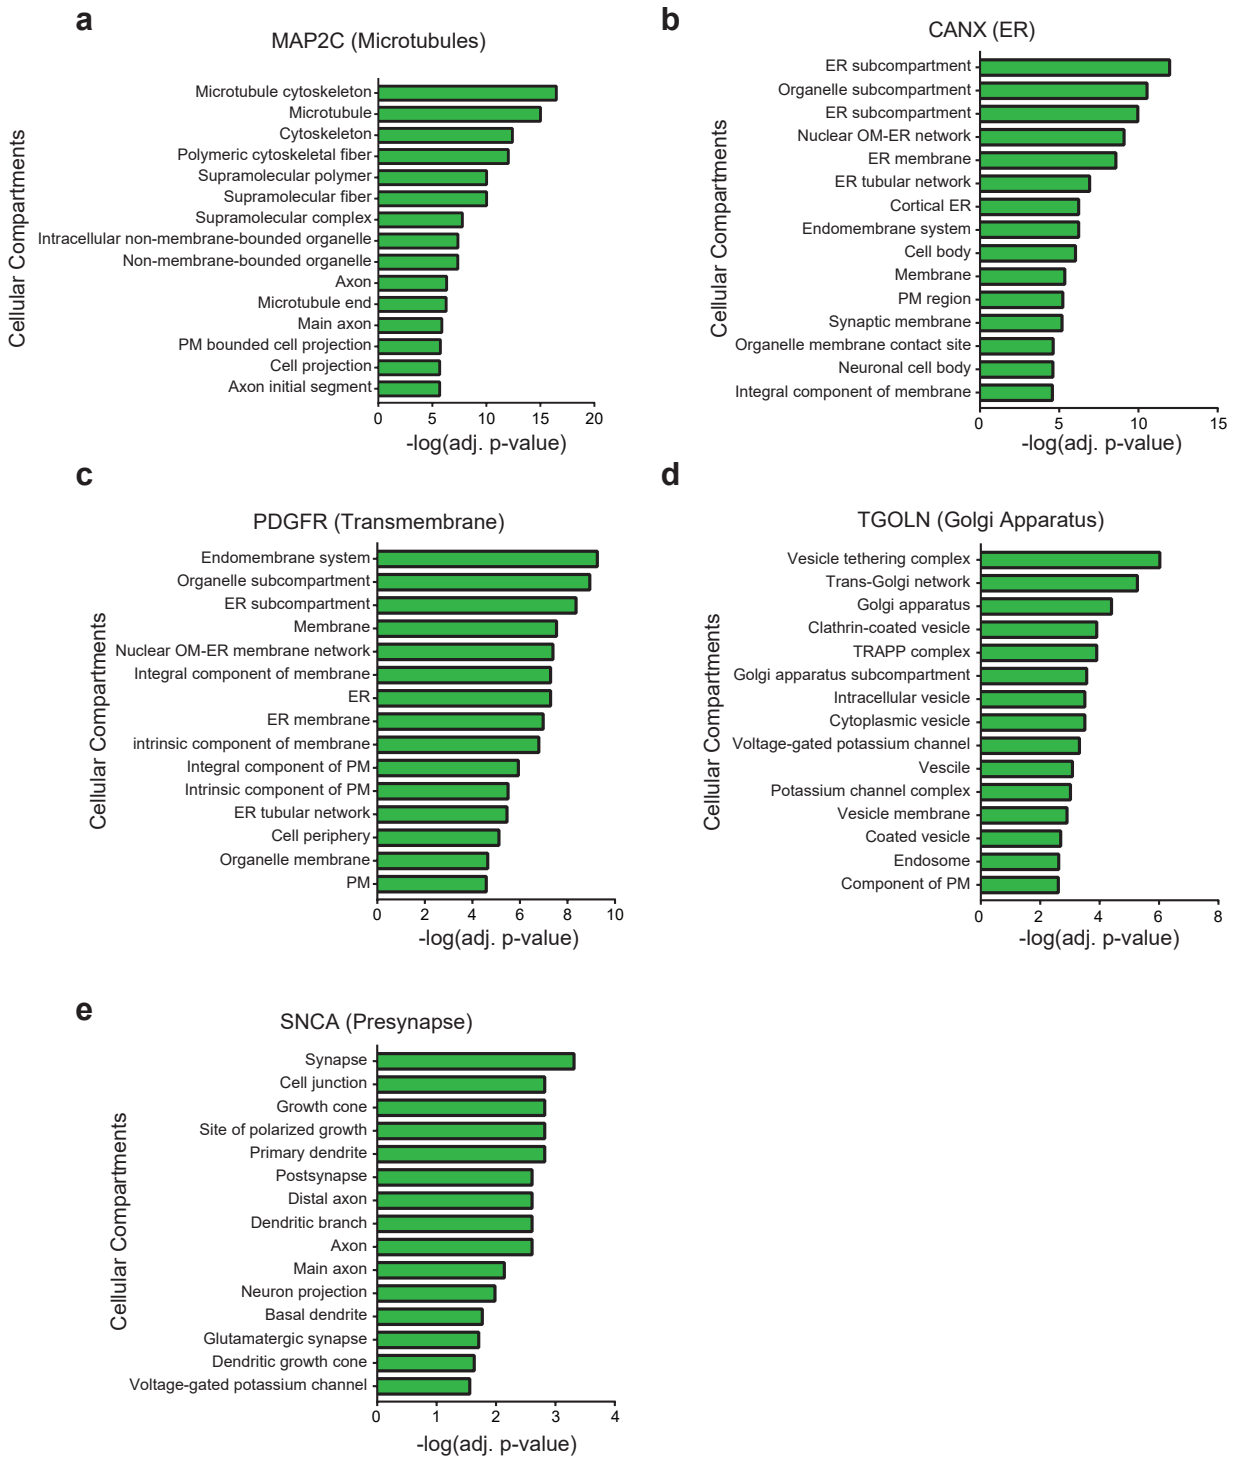 a
MAP2C (Microtubules)
Cellular Compartments
Microtubule cytoskeleton
Microtubule
Cytoskeleton
Polymeric cytoskeletal fiber
Supramolecular polymer
Supramolecular fiber
Supramolecular complex
Intracellular non-membrane-bounded organelle
Non-membrane-bounded organelle
Axon
Microtubule end
Main axon
PM bounded cell projection
Cell projection
Axon initial segment
0 5 10 15 20
-log(adj. p-value)
b
CANX (ER)
Cellular Compartments
ER subcompartment
Organelle subcompartment
ER subcompartment
Nuclear OM-ER network
ER membrane
ER tubular network
Cortical ER
Endomembrane system
Cell body
Membrane
PM region
Synaptic membrane
Organelle membrane contact site
Neuronal cell body
Integral component of membrane
0 5 10 15
-log(adj. p-value)
c
PDGFR (Transmembrane)
Cellular Compartments
Endomembrane system
Organelle subcompartment
ER subcompartment
Membrane
Nuclear OM-ER membrane network
Integral component of membrane
ER
ER membrane
intrinsic component of membrane
Integral component of PM
Intrinsic component of PM
ER tubular network
Cell periphery
Organelle membrane
PM
0 2 4 6 8 10
-log(adj. p-value)
d
TGOLN (Golgi Apparatus)
Cellular Compartments
Vesicle tethering complex
Trans-Golgi network
Golgi apparatus
Clathrin-coated vesicle
TRAPP complex
Golgi apparatus subcompartment
Intracellular vesicle
Cytoplasmic vesicle
Voltage-gated potassium channel
Vescile
Potassium channel complex
Vesicle membrane
Coated vesicle
Endosome
Component of PM
0 2 4 6 8
-log(adj. p-value)
e
SNCA (Presynapse)
Cellular Compartments
Synapse
Cell junction
Growth cone
Site of polarized growth
Primary dendrite
Postsynapse
Distal axon
Dendritic branch
Axon
Main axon
Neuron projection
Basal dendrite
Glutamatergic synapse
Dendritic growth cone
Voltage-gated potassium channel
0 1 2 3 4
-log(adj. p-value)